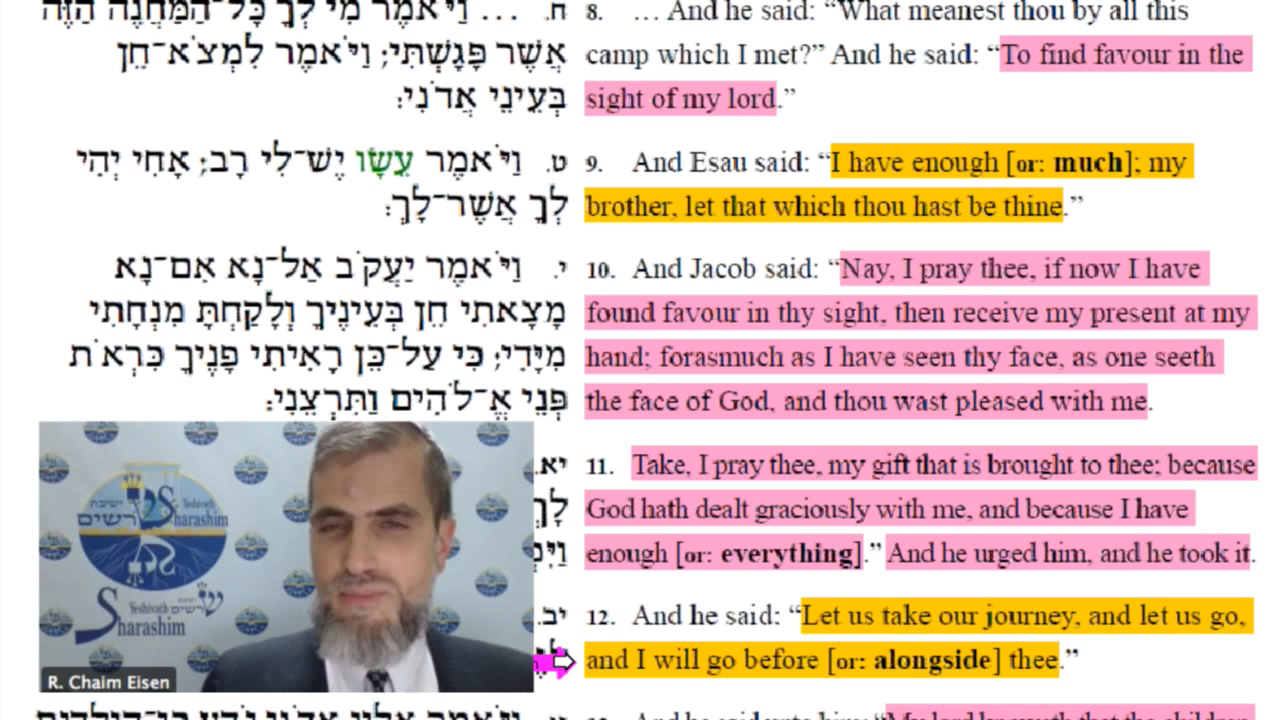 ח. ... וַיֹּאמֶר מִי לְךָ כָּל־הַמַּחֲנֶה הַזֶּה
אֲשֶׁר פָּגָשְׁתִּי; וַיֹּאמֶר לִמְצֹא־חֵן
בְּעֵינֵי אֲדֹנִי:
8. ... And he said: “What meanest thou by all this
camp which I met?” And he said: “To find favour in the
sight of my lord.”
ט. וַיֹּאמֶר עֵשָׂו יֶשׁ־לִי רָב; אָחִי יְהִי
לְךָ אֲשֶׁר־לָךְ:
9. And Esau said: “I have enough [or: much]; my
brother, let that which thou hast be thine.”
י. וַיֹּאמֶר יַעֲקֹב אַל־נָא אִם־נָא
מָצָאתִי חֵן בְּעֵינֶיךָ וְלָקַחְתָּ מִנְחָתִי
מִיָּדִי; כִּי עַל־כֵּן רָאִיתִי פָנֶיךָ כִּרְאֹת
פְּנֵי אֱ־לֹהִים וַתִּרְצֵנִי:
10. And Jacob said: “Nay, I pray thee, if now I have
found favour in thy sight, then receive my present at my
hand; forasmuch as I have seen thy face, as one seeth
the face of God, and thou wast pleased with me.
יא.
לָךְ
11. Take, I pray thee, my gift that is brought to thee; because
God hath dealt graciously with me, and because I have
enough [or: everything].” And he urged him, and he took it.
יב.
12. And he said: “Let us take our journey, and let us go,
and I will go before [or: alongside] thee.”
ישיבת
שרשים
Yeshivath
Sharashim
Yeshivath
ישיבת
שרשים
Sharashim
R. Chaim Eisen